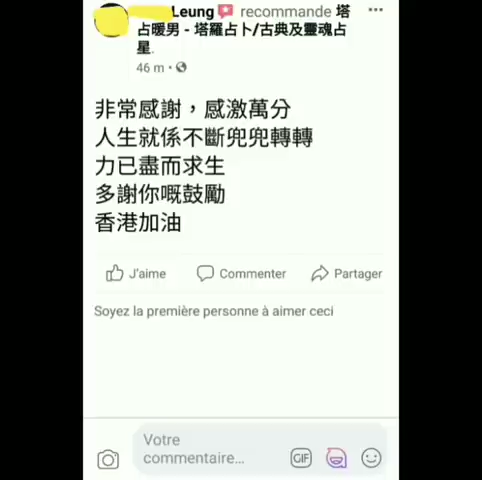 Leung recommande 塔
占暖男 - 塔羅占卜/古典及靈魂占
星.
46 m •
非常感謝，感激萬分
人生就係不斷兜兜轉轉
力已盡而求生
多謝你嘅鼓勵
香港加油
J'aime Commenter Partager
Soyez la première personne à aimer ceci
Votre
commentaire...
GIF